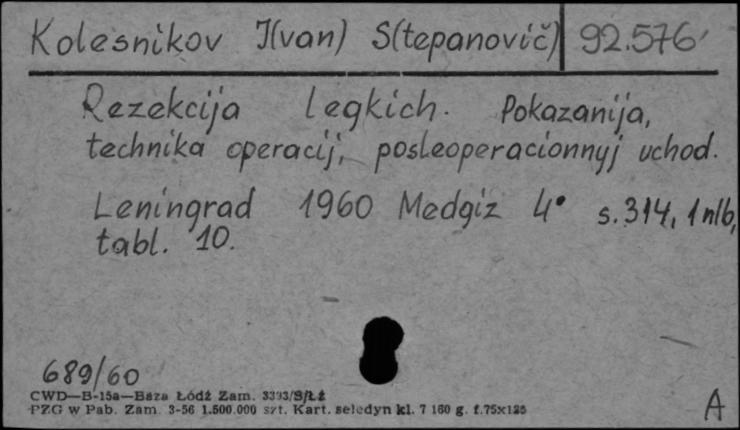 Kolesnikov I(van) S(tepanovič) 92.576
Rezekcija legkich. Pokazanija,
technika operacij, posleoperacionnyj uchod.
Leningrad 1960 Medgiz 4° s. 314, 1 nlb,
tabl. 10.
689/60
CWD—B-15a—Baza Łódź Zam. 3393/S/Łź
PZG w Pab. Zam. 3-56 1.500.000 szt. Kart. seledyn kl. 7 160 g. f.75x125
A